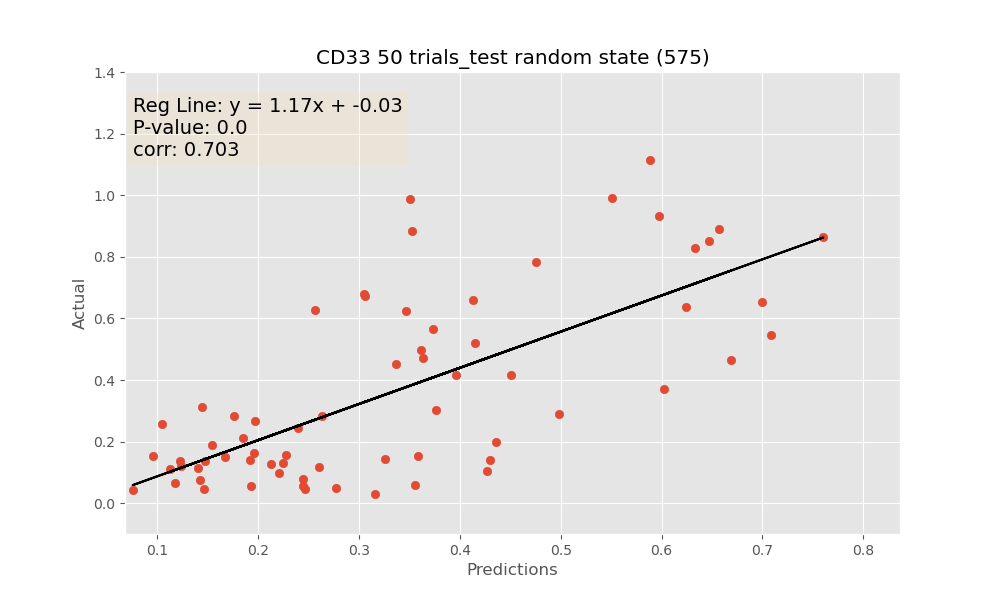 CD33 50 trials_test random state (575)
Reg Line: y = 1.17x + -0.03
P-value: 0.0
corr: 0.703
Actual
1.4
1.2
1.0
0.8
0.6
0.4
0.2
0.0
0.1 0.2 0.3 0.4 0.5 0.6 0.7 0.8
Predictions